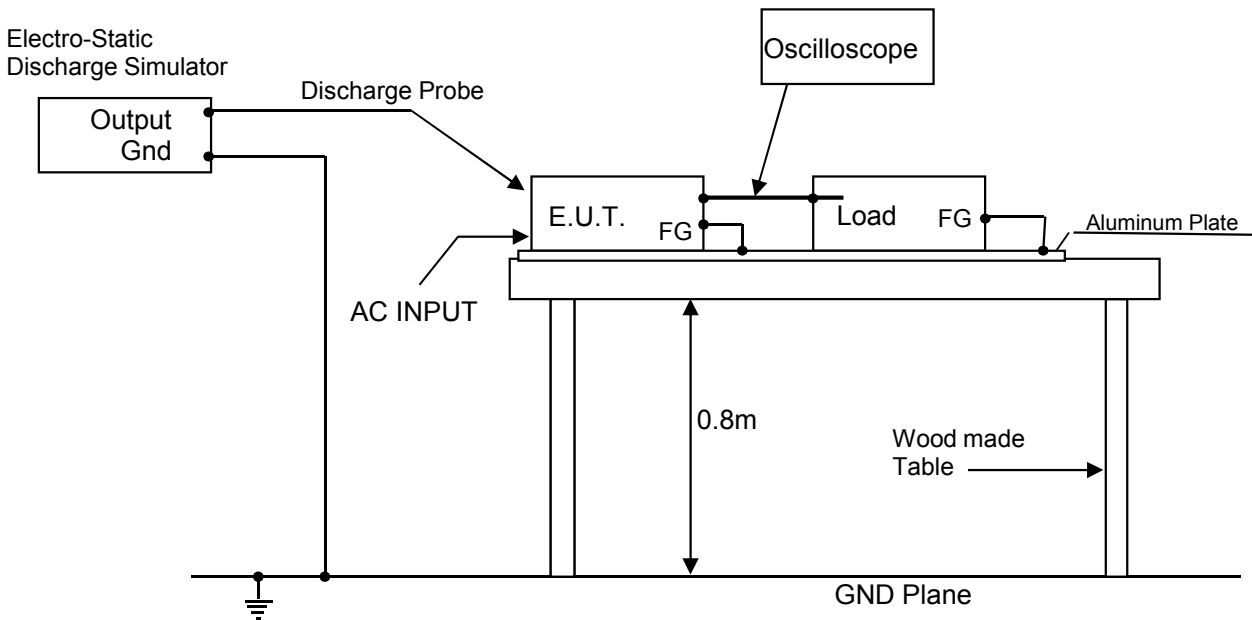 Electro-Static
Discharge Simulator
Output
Gnd
Discharge Probe
Oscilloscope
E.U.T.
FG
Load
FG
Aluminum Plate
AC INPUT
0.8m
Wood made
Table
GND Plane